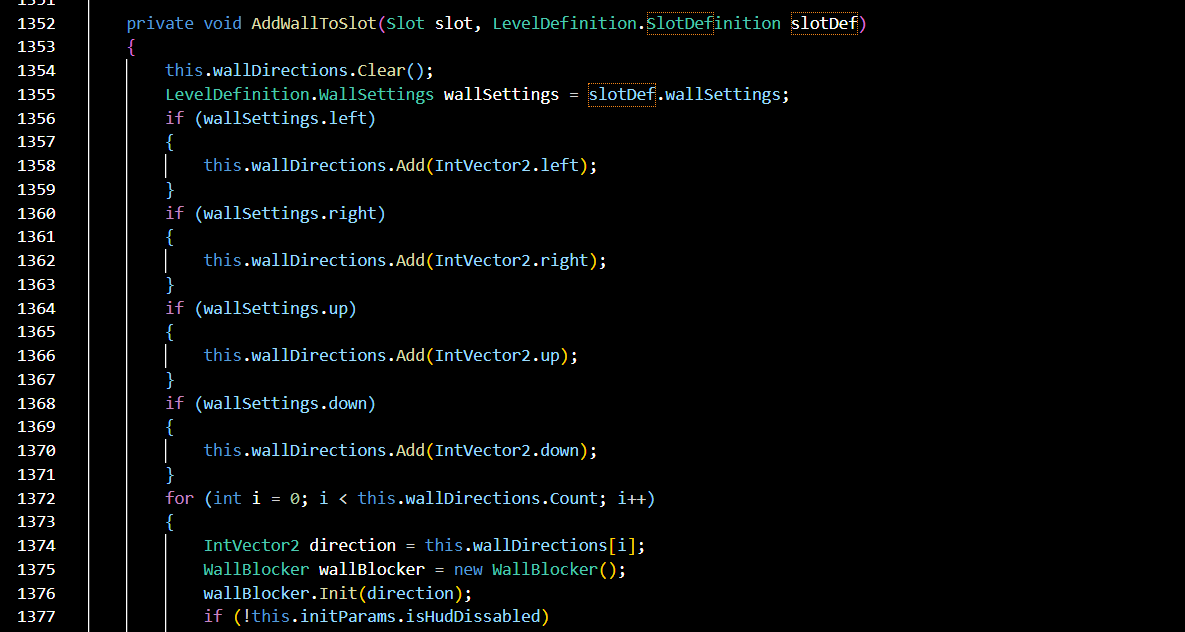 1351
1352 private void AddWallToSlot(Slot slot, LevelDefinition.SlotDefinition slotDef)
1353 {
1354 this.wallDirections.Clear();
1355 LevelDefinition.WallSettings wallSettings = slotDef.wallSettings;
1356 if (wallSettings.left)
1357 {
1358 this.wallDirections.Add(IntVector2.left);
1359 }
1360 if (wallSettings.right)
1361 {
1362 this.wallDirections.Add(IntVector2.right);
1363 }
1364 if (wallSettings.up)
1365 {
1366 this.wallDirections.Add(IntVector2.up);
1367 }
1368 if (wallSettings.down)
1369 {
1370 this.wallDirections.Add(IntVector2.down);
1371 }
1372 for (int i = 0; i < this.wallDirections.Count; i++)
1373 {
1374 IntVector2 direction = this.wallDirections[i];
1375 WallBlocker wallBlocker = new WallBlocker();
1376 wallBlocker.Init(direction);
1377 if (!this.initParams.isHudDissabled)